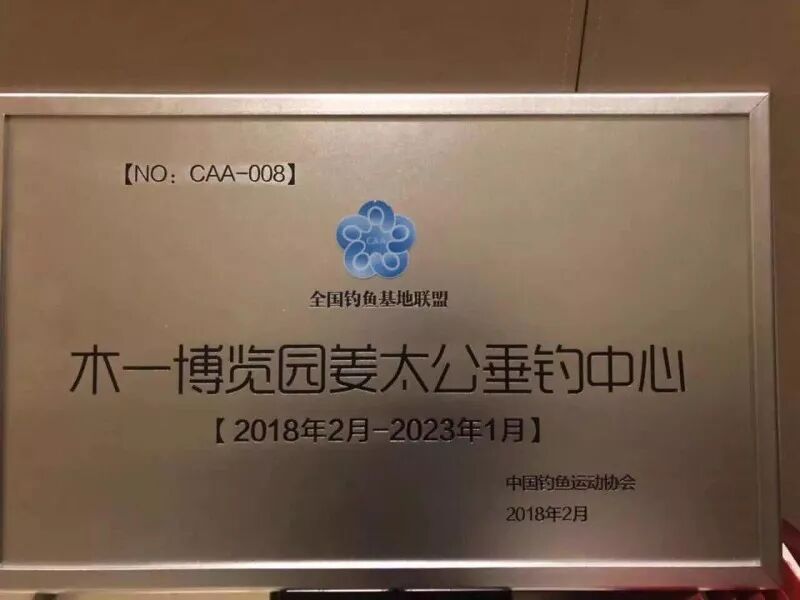 【NO：CAA-008】
CAA
全国钓鱼基地联盟
木一博览园姜太公垂钓中心
【2018年2月-2023年1月】
中国钓鱼运动协会
2018年2月